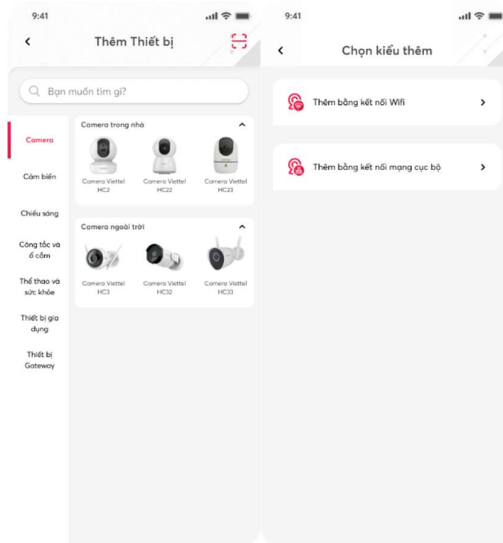 9:41
Thêm Thiết bị
Bạn muốn tìm gì?
Camera
Cảm biến
Chiếu sáng
Công tắc và
ổ cắm
Thể thao và
sức khỏe
Thiết bị gia
dụng
Thiết bị
Gateway
Camera trong nhà
Camera Viettel
HC2
Camera Viettel
HC22
Camera Viettel
HC23
Camera ngoài trời
Camera Viettel
HC3
Camera Viettel
HC32
Camera Viettel
HC33
9:41
Chọn kiểu thêm
Thêm bằng kết nối Wifi
Thêm bằng kết nối mạng cục bộ